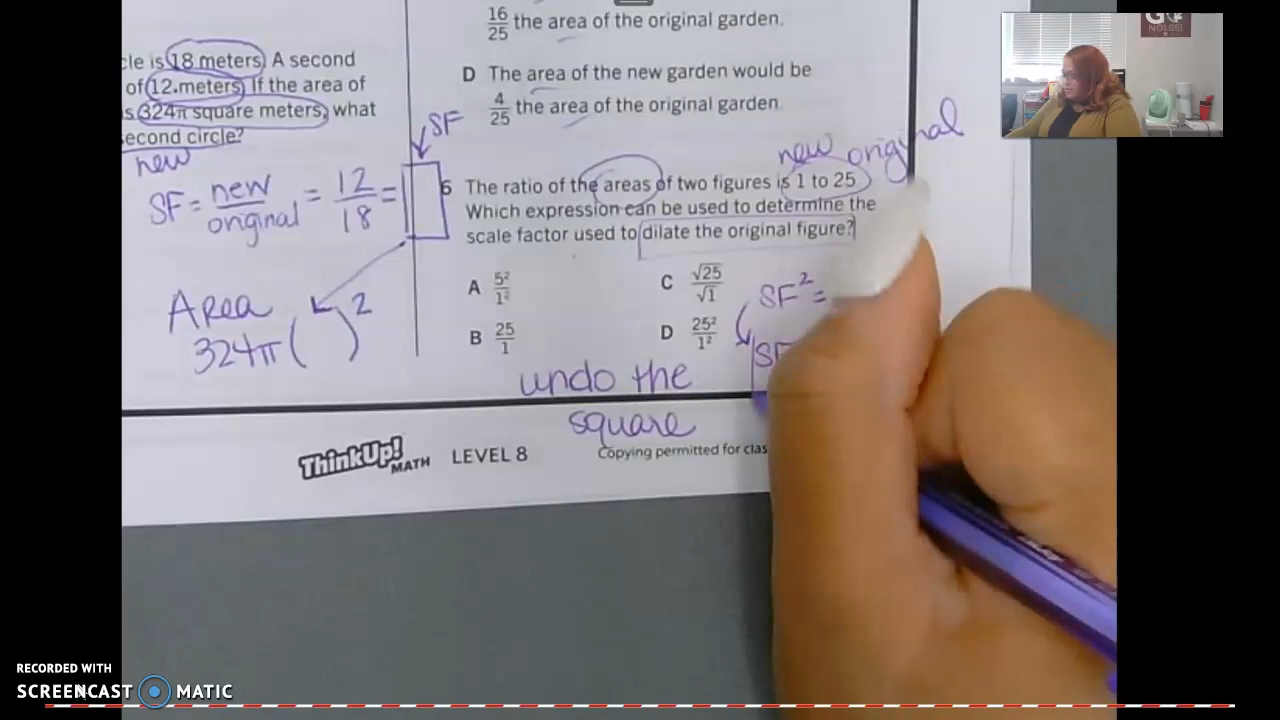 16/25 the area of the original garden.
D The area of the new garden would be
4/25 the area of the original garden.
cle is 18 meters. A second
of 12 meters. If the area of
s 324π square meters, what
econd circle?
new
SF = new/original = 12/18 =
SF
Area
324π ( )²
new original
6 The ratio of the areas of two figures is 1 to 25
Which expression can be used to determine the
scale factor used to dilate the original figure?
A 5²/1²
C √25/√1
B 25/1
D 25²/1²
SF² =
SF
undo the
square
ThinkUp! MATH LEVEL 8
Copying permitted for clas
G
NOLES!
RECORDED WITH
SCREENCAST MATIC